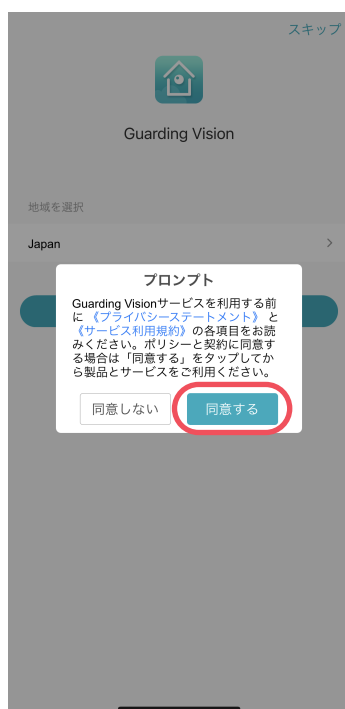 スキップ
Guarding Vision
地域を選択
Japan
プロンプト
Guarding Visionサービスを利用する前
に 《プライバシーステートメント》 と
《サービス利用規約》 の各項目をお読
みください。ポリシーと契約に同意す
る場合は「同意する」をタップしてか
ら製品とサービスをご利用ください。
同意しない
同意する